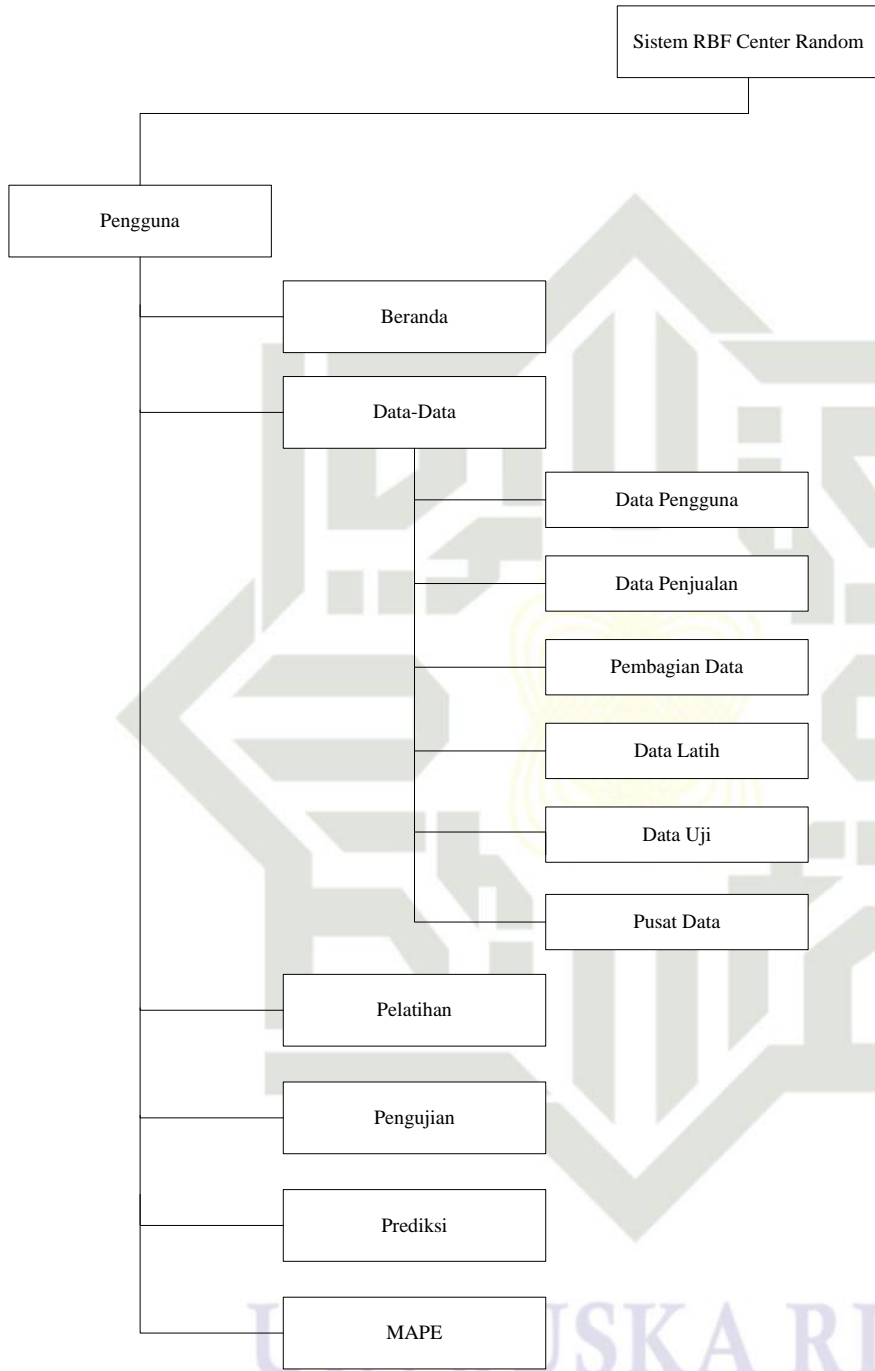 Sistem RBF Center Random
Pengguna
Beranda
Data-Data
Data Pengguna
Data Penjualan
Pembagian Data
Data Latih
Data Uji
Pusat Data
Pelatihan
Pengujian
Prediksi
MAPE